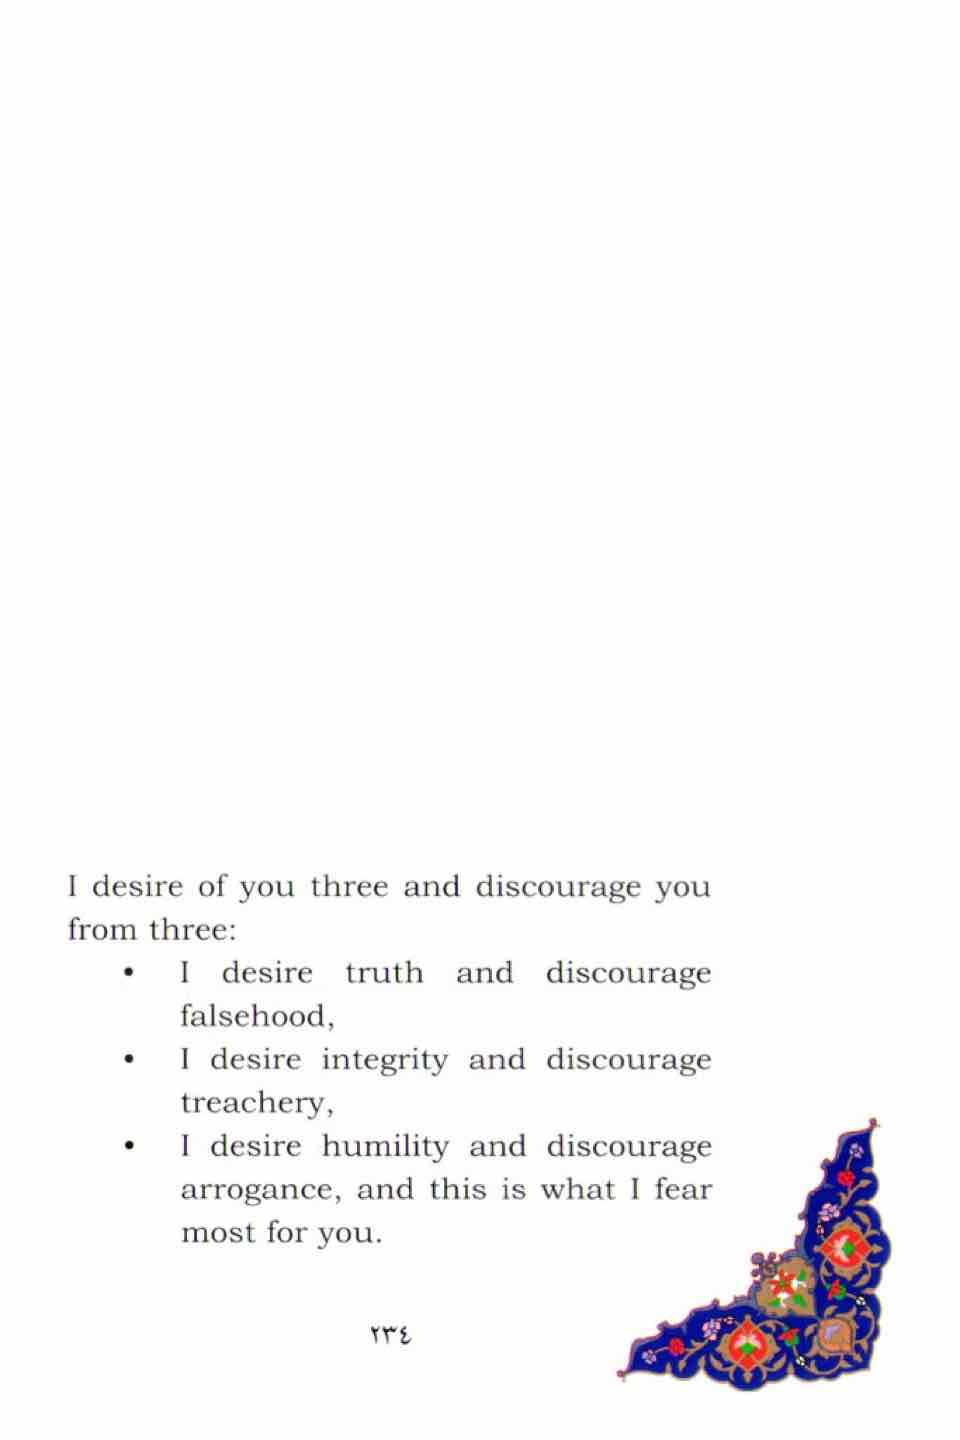 I desire of you three and discourage you
from three:
• I desire truth and discourage
falsehood,
• I desire integrity and discourage
treachery,
• I desire humility and discourage
arrogance, and this is what I fear
most for you.
٢٣٤